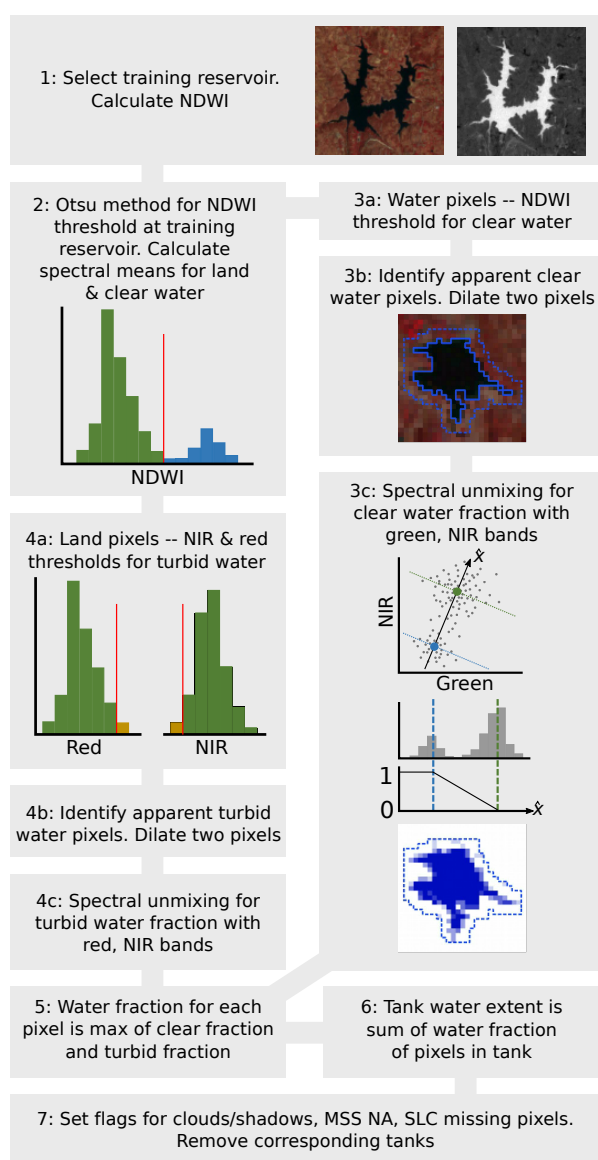 1: Select training reservoir.
Calculate NDWI
2: Otsu method for NDWI
threshold at training
reservoir. Calculate
spectral means for land
& clear water
NDWI
3a: Water pixels -- NDWI
threshold for clear water
3b: Identify apparent clear
water pixels. Dilate two pixels
3c: Spectral unmixing for
clear water fraction with
green, NIR bands
x̂
NIR
Green
1
0
x̂
4a: Land pixels -- NIR & red
thresholds for turbid water
Red
NIR
4b: Identify apparent turbid
water pixels. Dilate two pixels
4c: Spectral unmixing for
turbid water fraction with
red, NIR bands
5: Water fraction for each
pixel is max of clear fraction
and turbid fraction
6: Tank water extent is
sum of water fraction
of pixels in tank
7: Set flags for clouds/shadows, MSS NA, SLC missing pixels.
Remove corresponding tanks